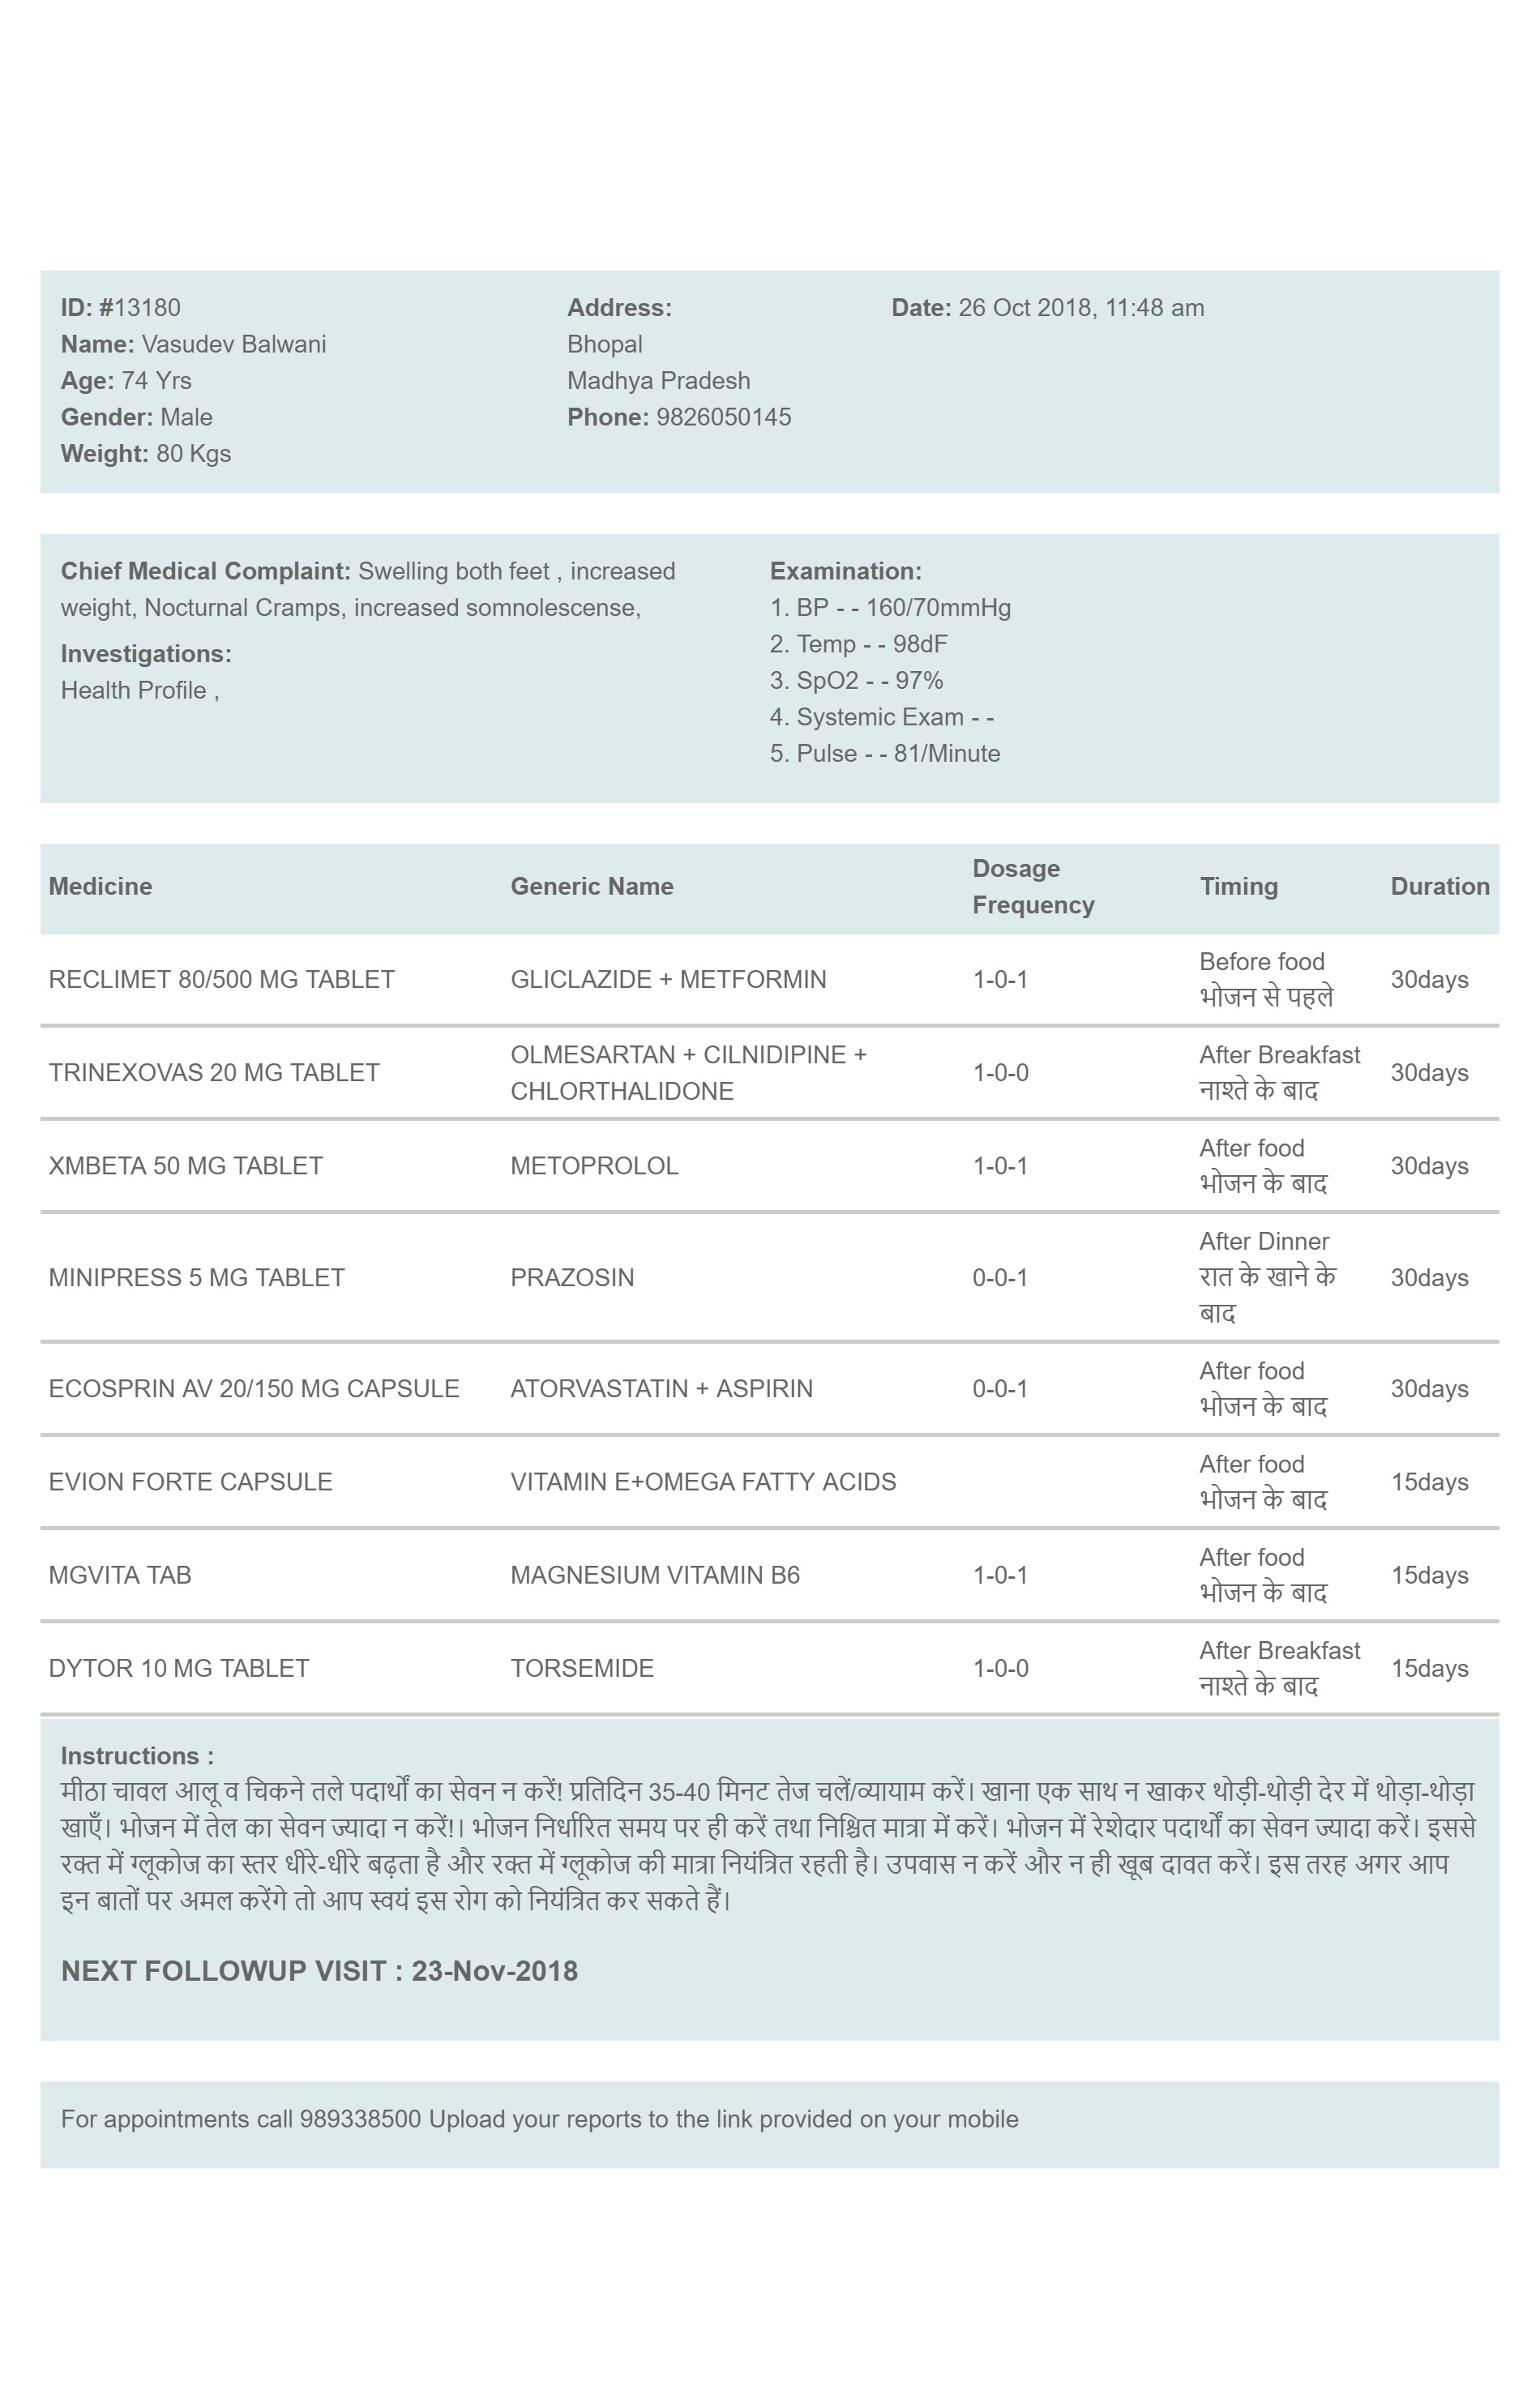 ID: #13180
Name: Vasudev Balwani
Age: 74 Yrs
Gender: Male
Weight: 80 Kgs
Address:
Bhopal
Madhya Pradesh
Phone: 9826050145
Date: 26 Oct 2018, 11:48 am
Chief Medical Complaint: Swelling both feet , increased
weight, Nocturnal Cramps, increased somnolescense,
Investigations:
Health Profile ,
Examination:
1. BP - - 160/70mmHg
2. Temp - - 98dF
3. SpO2 - - 97%
4. Systemic Exam - -
5. Pulse - - 81/Minute
Medicine Generic Name Dosage Frequency Timing Duration
RECLIMET 80/500 MG TABLET GLICLAZIDE + METFORMIN 1-0-1 Before food भोजन से पहले 30days
TRINEXOVAS 20 MG TABLET OLMESARTAN + CILNIDIPINE + CHLORTHALIDONE 1-0-0 After Breakfast नाश्ते के बाद 30days
XMBETA 50 MG TABLET METOPROLOL 1-0-1 After food भोजन के बाद 30days
MINIPRESS 5 MG TABLET PRAZOSIN 0-0-1 After Dinner रात के खाने के बाद 30days
ECOSPRIN AV 20/150 MG CAPSULE ATORVASTATIN + ASPIRIN 0-0-1 After food भोजन के बाद 30days
EVION FORTE CAPSULE VITAMIN E+OMEGA FATTY ACIDS After food भोजन के बाद 15days
MGVITA TAB MAGNESIUM VITAMIN B6 1-0-1 After food भोजन के बाद 15days
DYTOR 10 MG TABLET TORSEMIDE 1-0-0 After Breakfast नाश्ते के बाद 15days
Instructions :
मीठा चावल आलू व चिकने तले पदार्थों का सेवन न करें! प्रतिदिन 35-40 मिनट तेज चलें/व्यायाम करें। खाना एक साथ न खाकर थोड़ी-थोड़ी देर में थोड़ा-थोड़ा
खाएँ। भोजन में तेल का सेवन ज्यादा न करें!। भोजन निर्धारित समय पर ही करें तथा निश्चित मात्रा में करें। भोजन में रेशेदार पदार्थों का सेवन ज्यादा करें। इससे
रक्त में ग्लूकोज का स्तर धीरे-धीरे बढ़ता है और रक्त में ग्लूकोज की मात्रा नियंत्रित रहती है। उपवास न करें और न ही खूब दावत करें। इस तरह अगर आप
इन बातों पर अमल करेंगे तो आप स्वयं इस रोग को नियंत्रित कर सकते हैं।
NEXT FOLLOWUP VISIT : 23-Nov-2018
For appointments call 989338500 Upload your reports to the link provided on your mobile